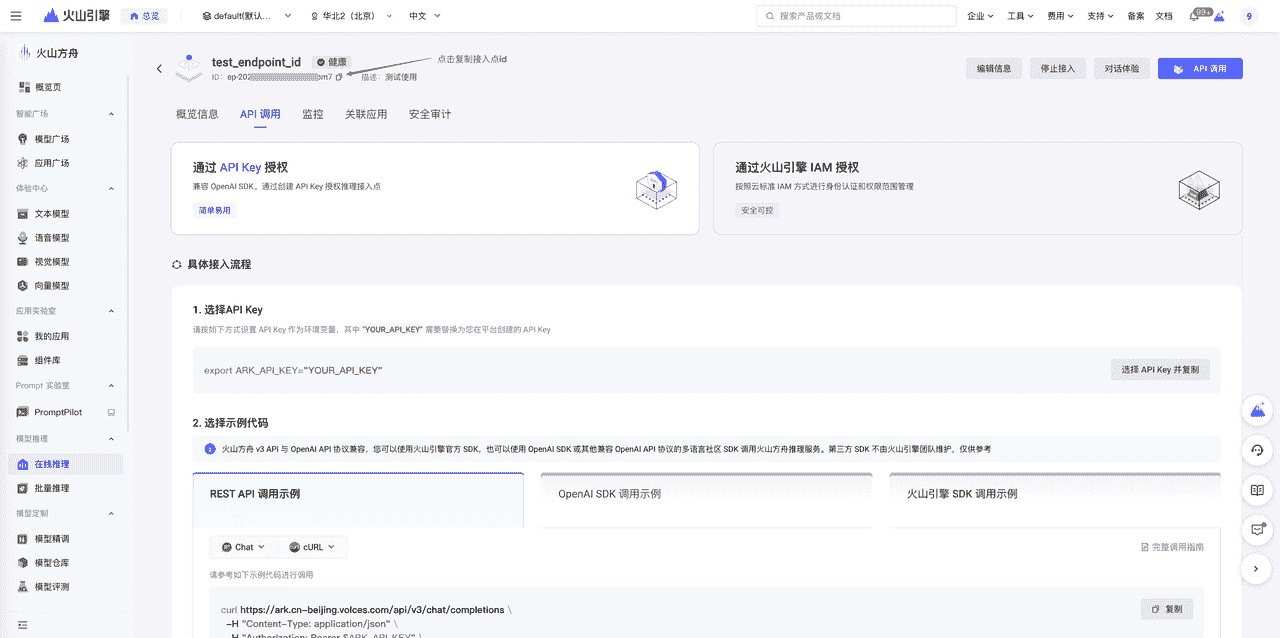 火山引擎
总览
default(默认...
华北2（北京）
中文
搜索产品或文档
企业
工具
费用
支持
备案
文档
99+
9
火山方舟
概览页
智能广场
模型广场
应用广场
体验中心
文本模型
语音模型
视觉模型
向量模型
应用实验室
我的应用
组件库
Prompt 实验室
PromptPilot
模型推理
在线推理
批量推理
模型定制
模型精调
模型仓库
模型评测
test_endpoint_id
健康
点击复制接入点id
ID：ep-202
pm7
描述：测试使用
编辑信息
停止接入
对话体验
API 调用
概览信息
API 调用
监控
关联应用
安全审计
通过 API Key 授权
兼容 OpenAI SDK，通过创建 API Key 授权推理接入点
简单易用
通过火山引擎 IAM 授权
按照云标准 IAM 方式进行身份认证和权限范围管理
安全可控
具体接入流程
1. 选择API Key
请按如下方式设置 API Key 作为环境变量，其中 "YOUR_API_KEY" 需要替换为您在平台创建的 API Key
export ARK_API_KEY="YOUR_API_KEY"
选择 API Key 并复制
2. 选择示例代码
火山方舟 v3 API 与 OpenAI API 协议兼容，您可以使用火山引擎官方 SDK，也可以使用 OpenAI SDK 或其他兼容 OpenAI API 协议的多语言社区 SDK 调用火山方舟推理服务。第三方 SDK 不由火山引擎团队维护，仅供参考
REST API 调用示例
OpenAI SDK 调用示例
火山引擎 SDK 调用示例
Chat
cURL
完整调用指南
请参考如下示例代码进行调用
curl https://ark.cn-beijing.volces.com/api/v3/chat/completions \
-H "Content-Type: application/json" \
复制
-H "Authorization: Bearer $ARK_API_KEY" \